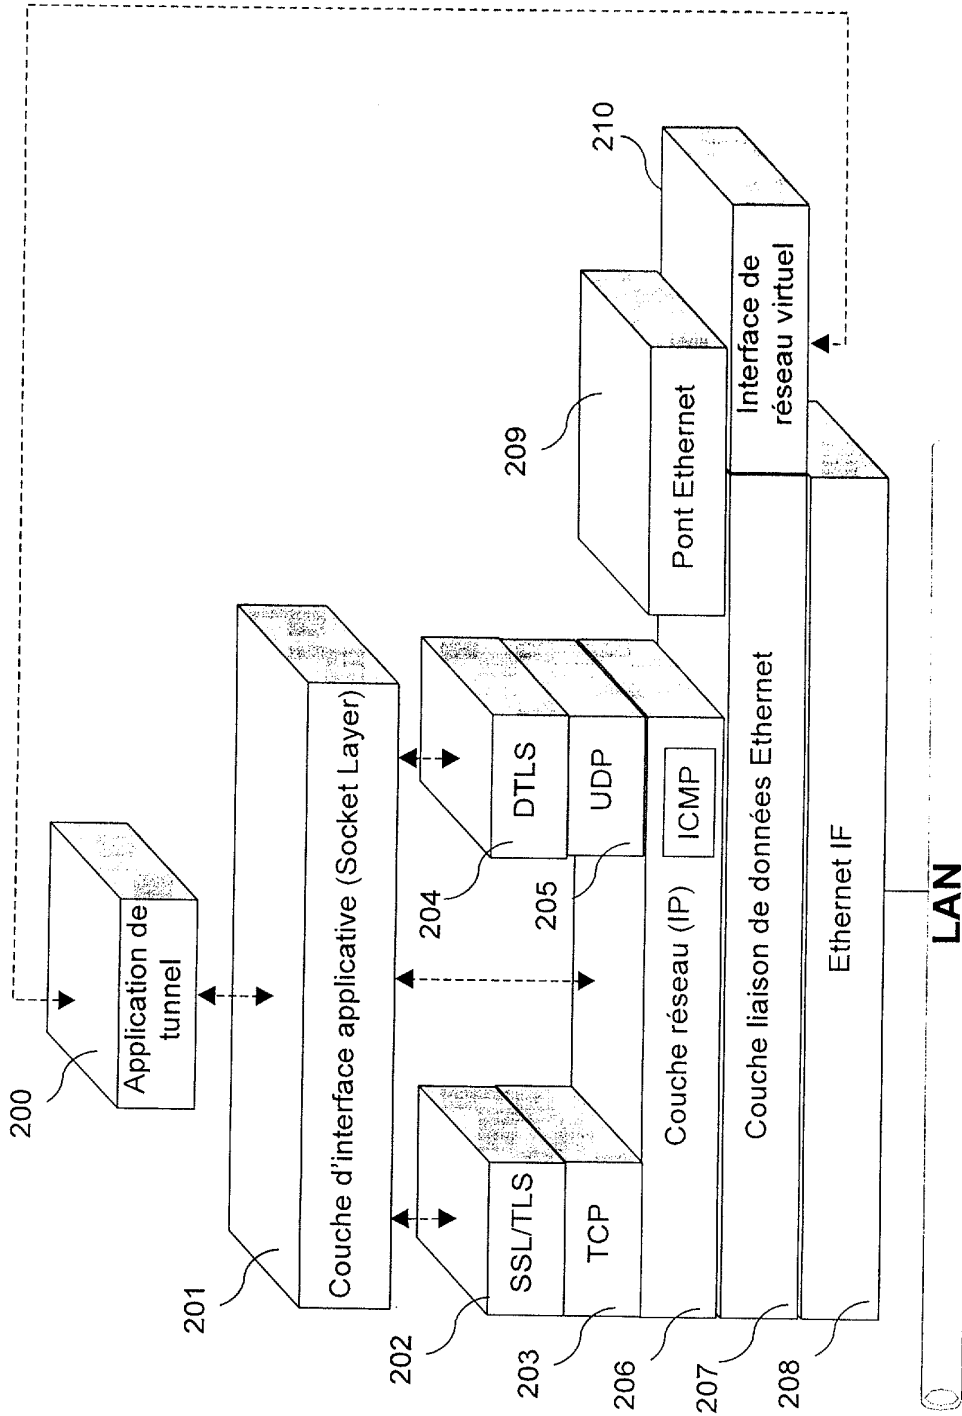 200
Application de
tunnel
201
Couche d'interface applicative (Socket Layer)
202
SSL/TLS
204
DTLS
203
TCP
205
UDP
209
Pont Ethernet
210
Interface de
réseau virtuel
206
Couche réseau (IP)
ICMP
207
Couche liaison de données Ethernet
208
Ethernet IF
LAN